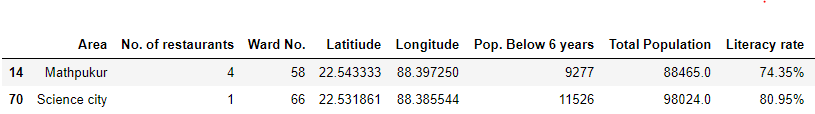 Area No. of restaurants Ward No. Latitiude Longitude Pop. Below 6 years Total Population Literacy rate
14 Mathpukur 4 58 22.543333 88.397250 9277 88465.0 74.35%
70 Science city 1 66 22.531861 88.385544 11526 98024.0 80.95%